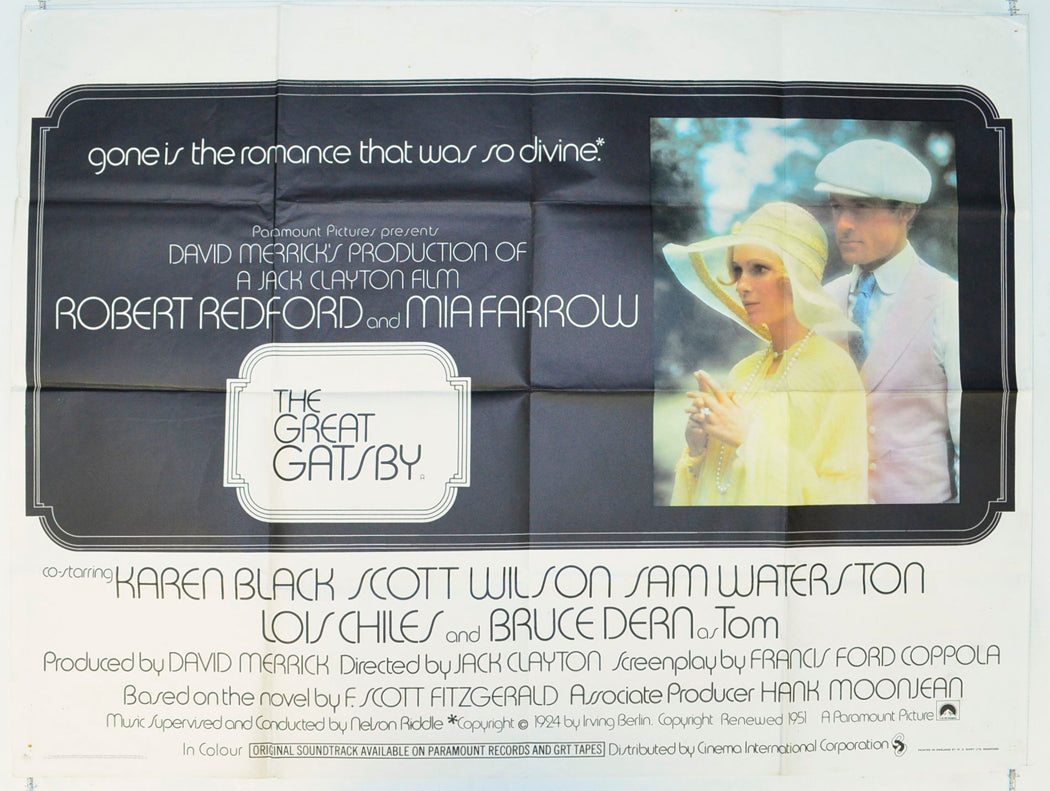 gone is the romance that was so divine.*
Paramount Pictures presents
DAVID MERRICK'S PRODUCTION OF
A JACK CLAYTON FILM
ROBERT REDFORD and MIA FARROW
THE
GREAT
GATSBY
A
co-starring KAREN BLACK SCOTT WILSON SAM WATERSTON
LOIS CHILES and BRUCE DERN as Tom
Produced by DAVID MERRICK Directed by JACK CLAYTON Screenplay by FRANCIS FORD COPPOLA
Based on the novel by F. SCOTT FITZGERALD Associate Producer HANK MOONJEAN
Music Supervised and Conducted by Nelson Riddle *Copyright © 1924 by Irving Berlin. Copyright Renewed 1951 A Paramount Picture
In Colour ORIGINAL SOUNDTRACK AVAILABLE ON PARAMOUNT RECORDS AND GRT TAPES Distributed by Cinema International Corporation